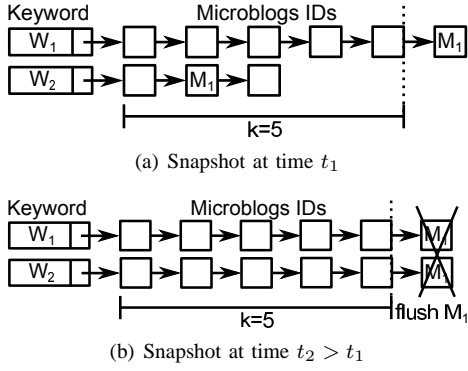 Keyword Microblogs IDs
W1 M1
W2 M1
k=5
(a) Snapshot at time t1
Keyword Microblogs IDs
W1 M1
W2 M1
k=5 flush M1
(b) Snapshot at time t2 > t1